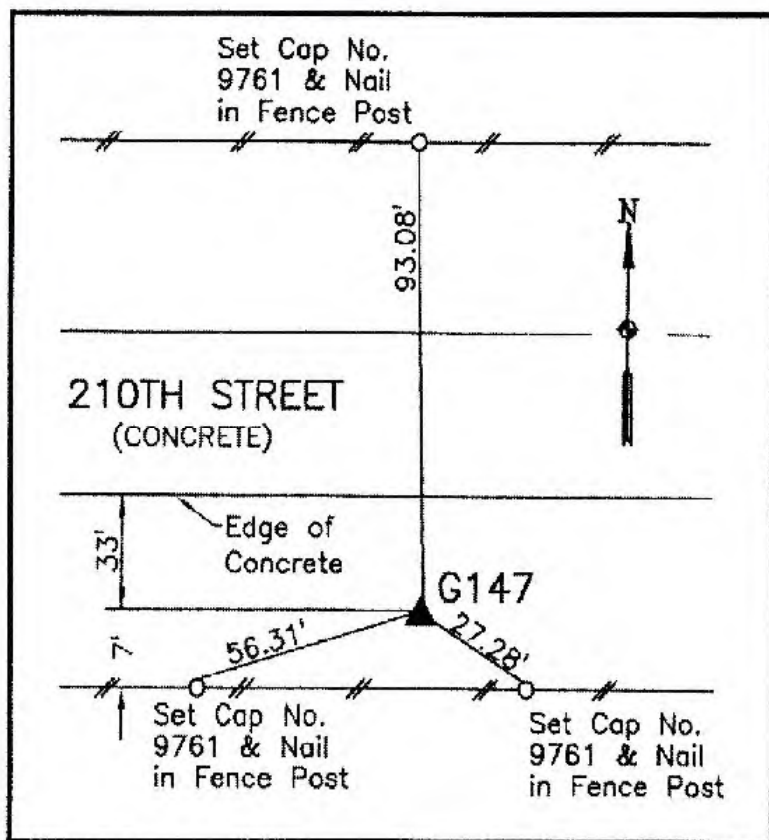 Set Cap No.
9761 & Nail
in Fence Post
93.08'
N
210TH STREET
(CONCRETE)
33'
Edge of
Concrete
G147
7'
56.31'
27.28'
Set Cap No.
9761 & Nail
in Fence Post
Set Cap No.
9761 & Nail
in Fence Post